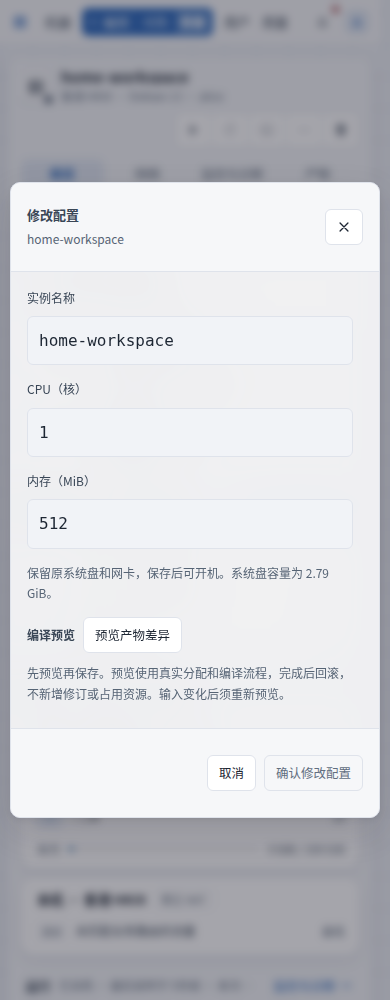 home-workspace
修改配置
home-workspace
实例名称
home-workspace
CPU（核）
1
内存（MiB）
512
保留原系统盘和网卡，保存后可开机。系统盘容量为 2.79
GiB。
编译预览 预览产物差异
先预览再保存。预览使用真实分配和编译流程，完成后回滚，
不新增修订或占用资源。输入变化后须重新预览。
取消 确认修改配置